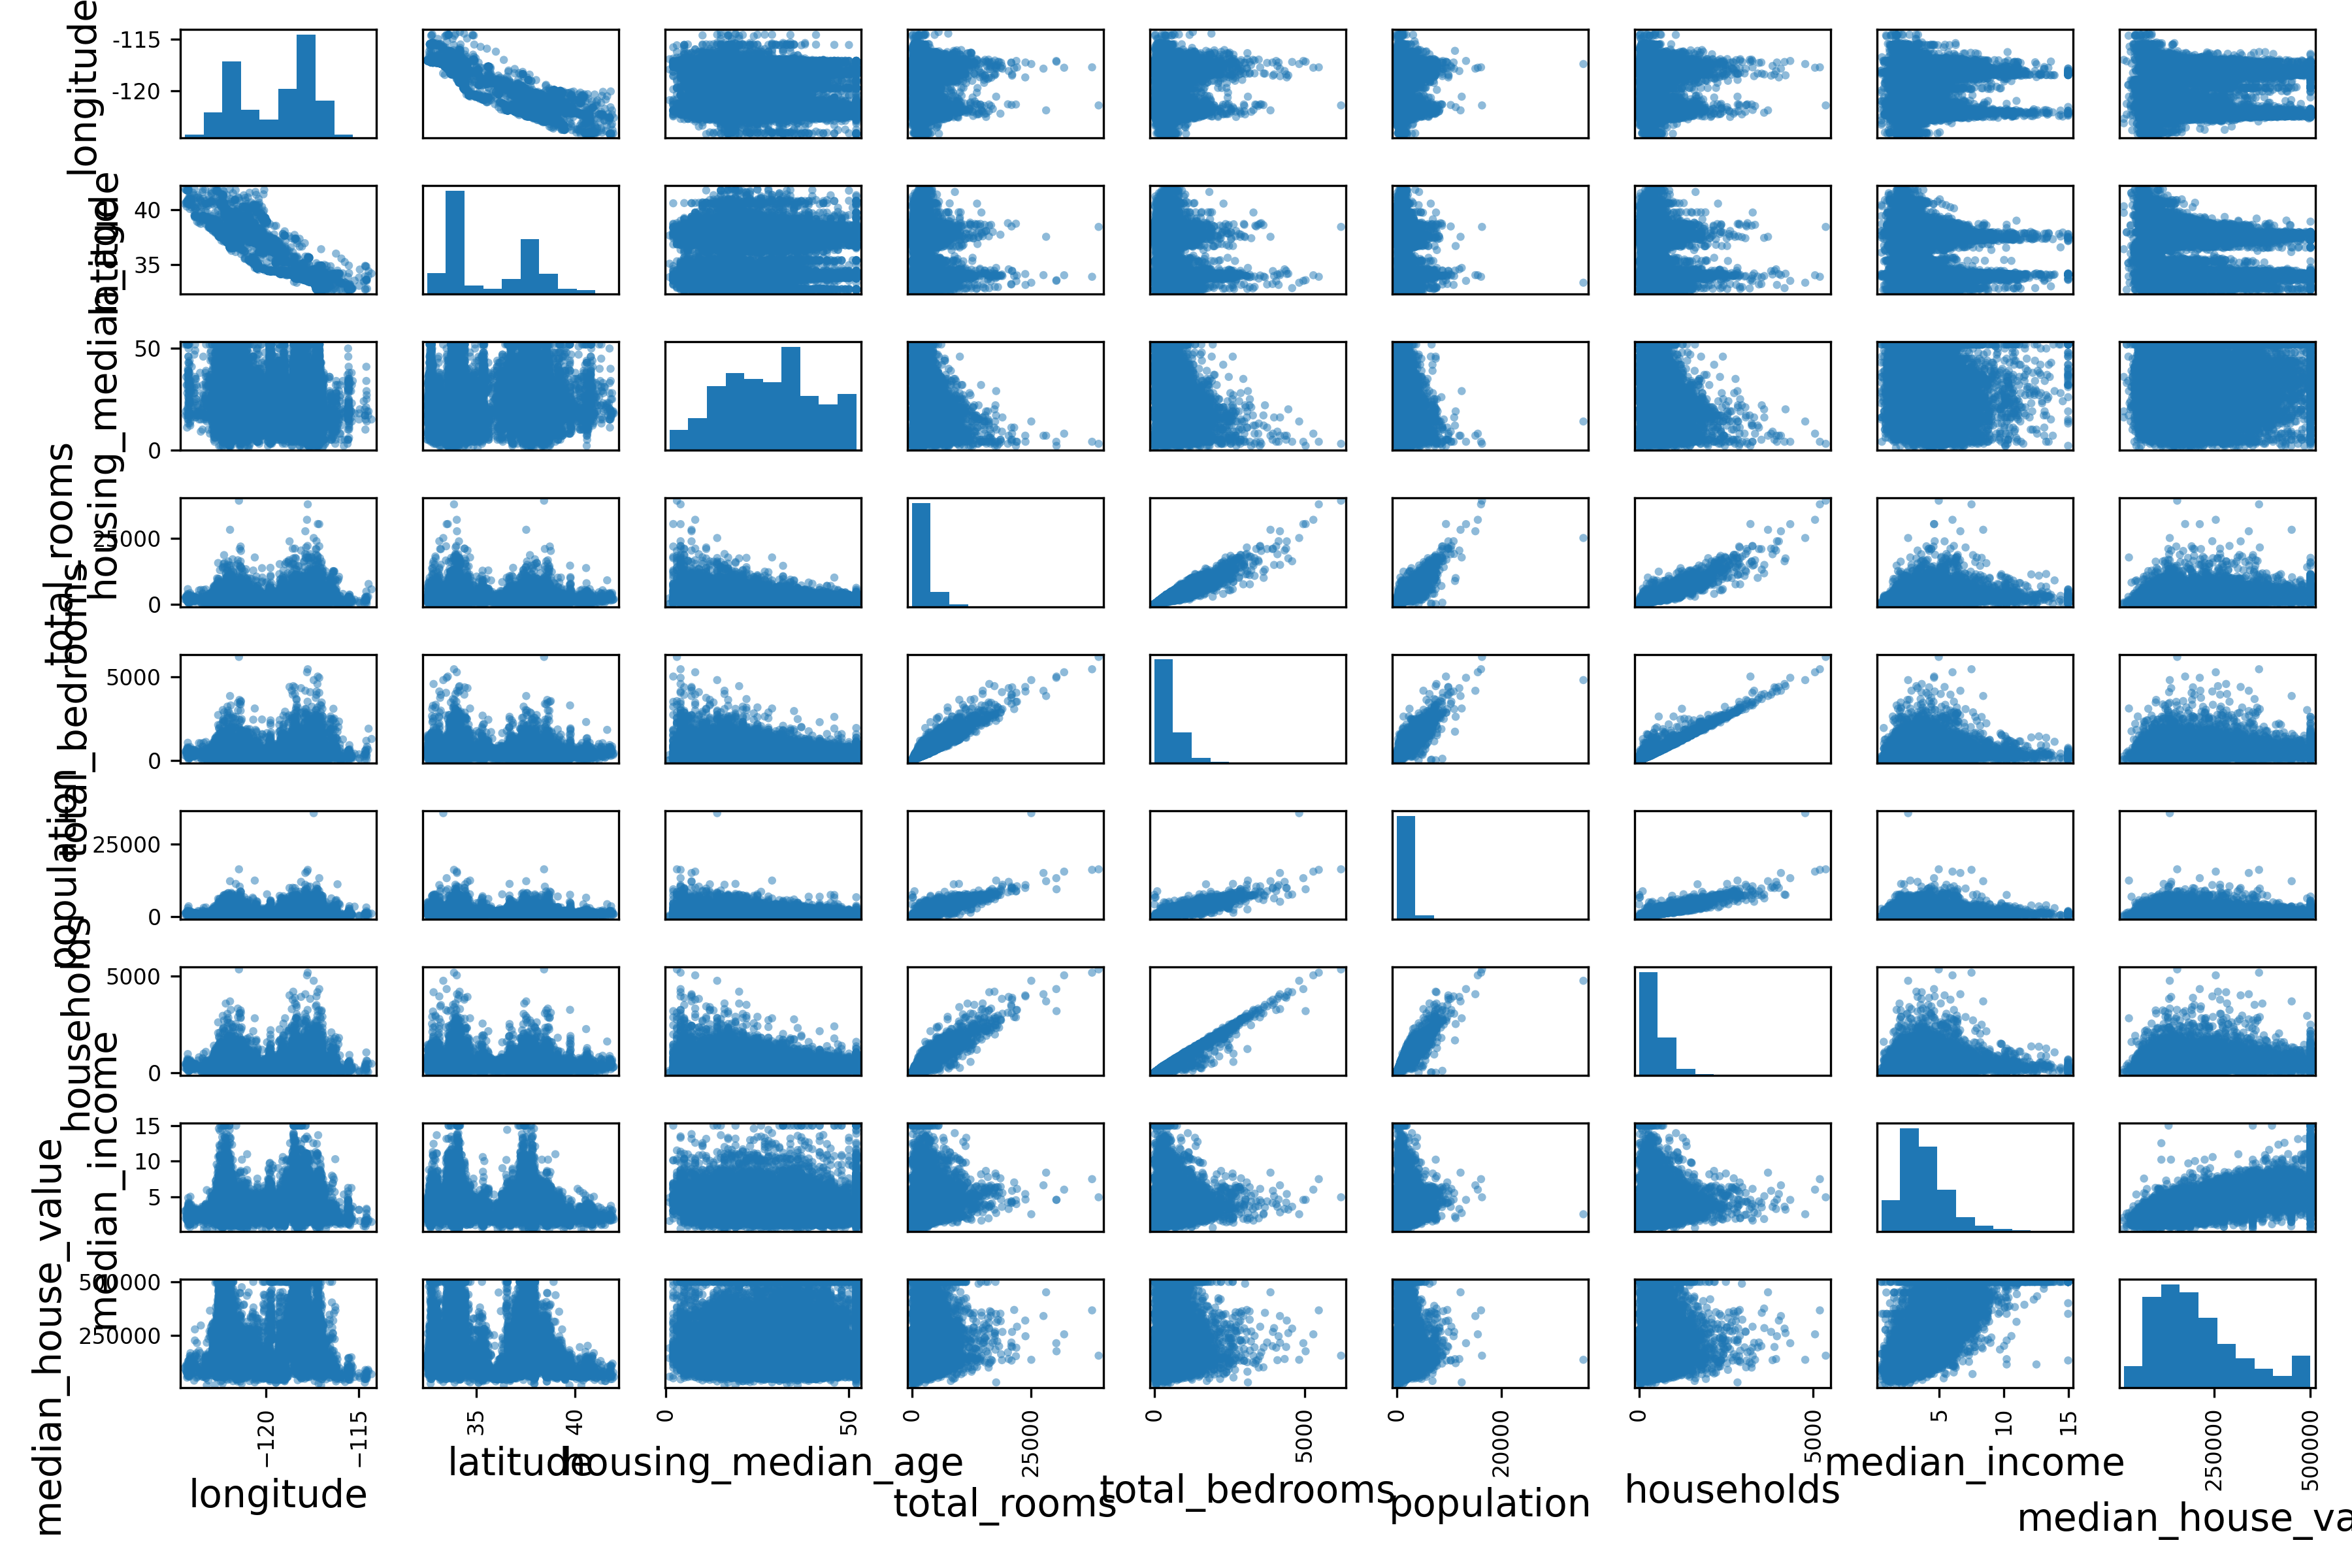 longitude
-115
-120
latitude
40
35
housing_median_age
50
0
total_rooms
25000
0
total_bedrooms
5000
0
population
25000
0
households
5000
0
median_income
15
10
5
median_house_value
500000
250000
−120
−115
35
40
0
50
0
25000
0
5000
0
20000
0
5000
5
10
15
250000
500000
longitude
latitude
housing_median_age
total_rooms
total_bedrooms
population
households
median_income
median_house_va